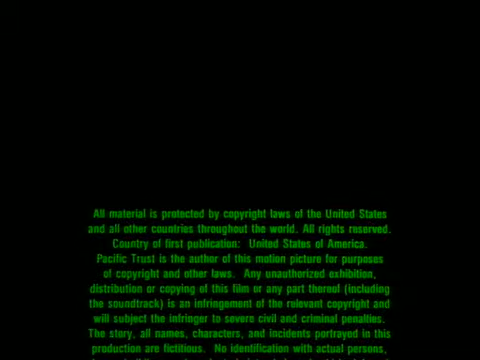 All material is protected by copyright laws of the United States
and all other countries throughout the world. All rights reserved.
Country of first publication:  United States of America.
Pacific Trust is the author of this motion picture for purposes
of copyright and other laws.  Any unauthorized exhibition,
distribution or copying of this film or any part thereof (including
the soundtrack) is an infringement of the relevant copyright and
will subject the infringer to severe civil and criminal penalties.
The story, all names, characters, and incidents portrayed in this
production are fictitious.  No identification with actual persons,